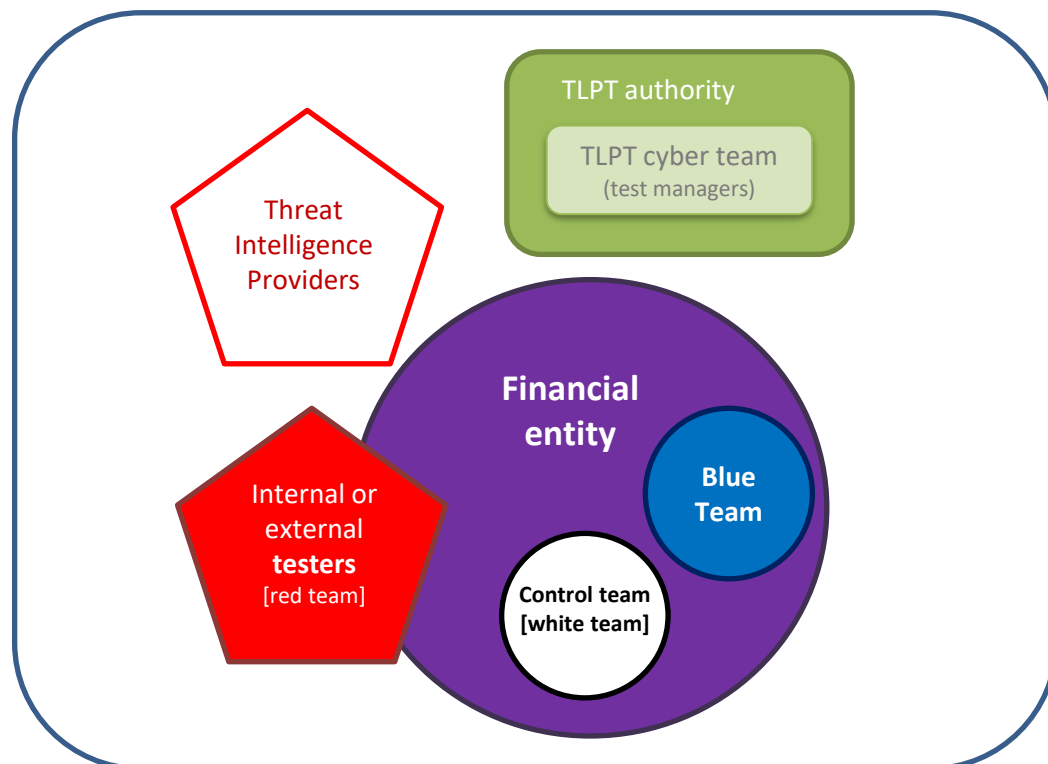 TLPT authority
TLPT cyber team
(test managers)
Threat
Intelligence
Providers
Financial
entity
Blue
Team
Internal or
external
testers
[red team]
Control team
[white team]